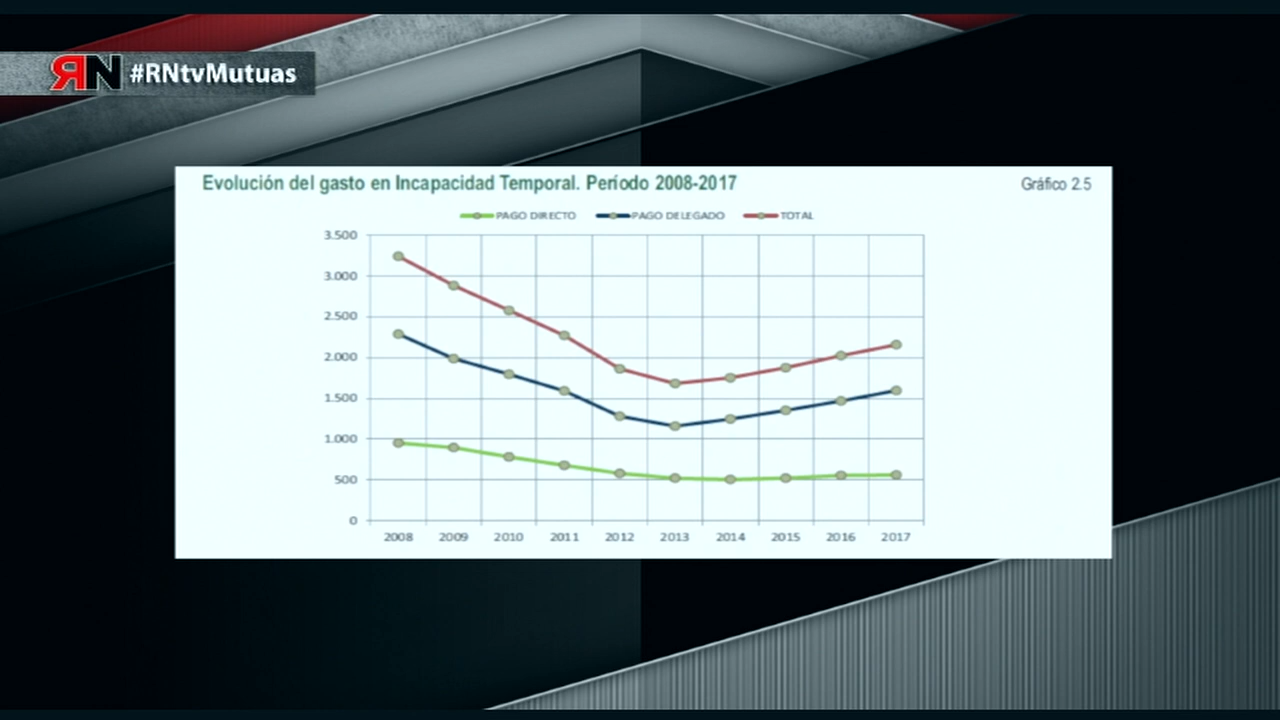 RN #RNtvMutuas
Evolución del gasto en Incapacidad Temporal. Período 2008-2017
Gráfico 2.5
PAGO DIRECTO PAGO DELEGADO TOTAL
3.500
3.000
2.500
2.000
1.500
1.000
500
0
2008 2009 2010 2011 2012 2013 2014 2015 2016 2017